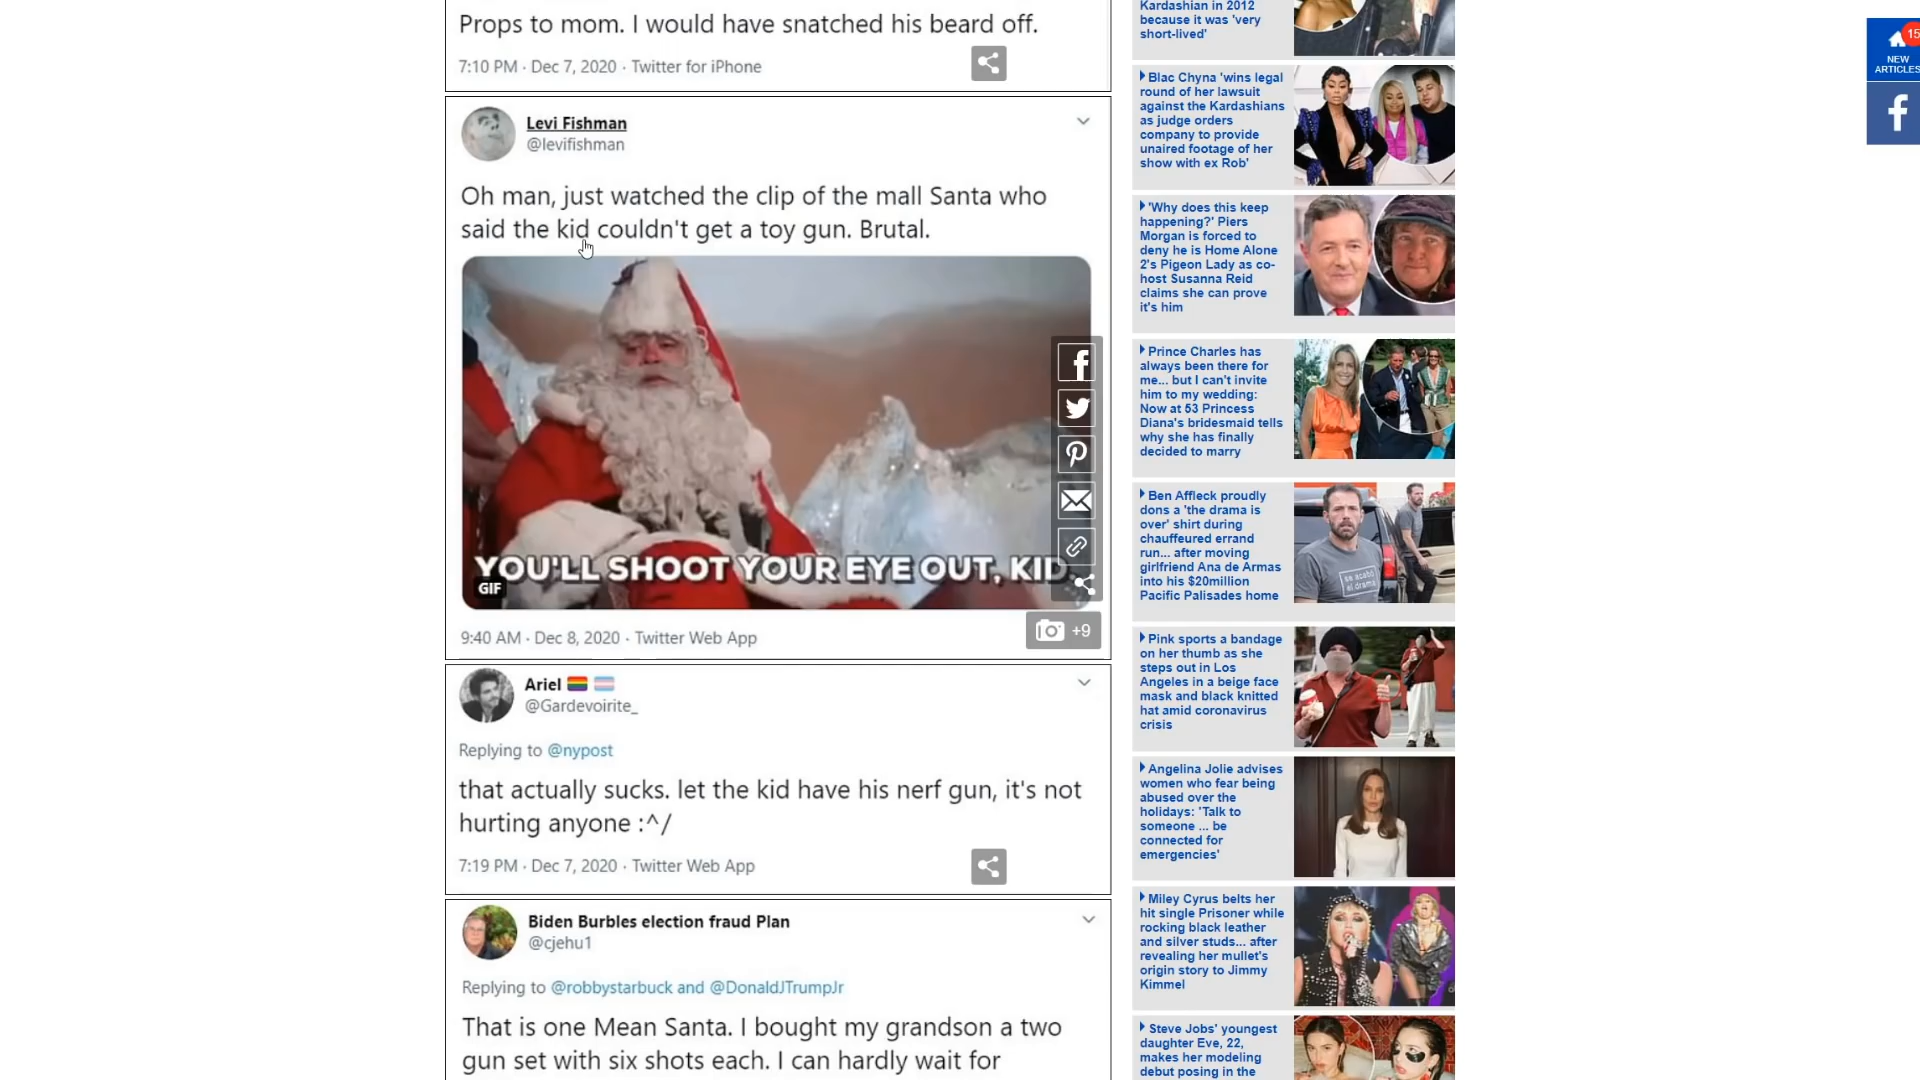 Props to mom. I would have snatched his beard off.
7:10 PM · Dec 7, 2020 · Twitter for iPhone
Levi Fishman
@levifishman
Oh man, just watched the clip of the mall Santa who
said the kid couldn't get a toy gun. Brutal.
YOU'LL SHOOT YOUR EYE OUT, KID
GIF
9:40 AM · Dec 8, 2020 · Twitter Web App
+9
Ariel
@Gardevoirite_
Replying to @nypost
that actually sucks. let the kid have his nerf gun, it's not
hurting anyone :^/
7:19 PM · Dec 7, 2020 · Twitter Web App
Biden Burbles election fraud Plan
@cjehu1
Replying to @robbystarbuck and @DonaldJTrumpJr
That is one Mean Santa. I bought my grandson a two
gun set with six shots each. I can hardly wait for
Kardashian in 2012
because it was 'very
short-lived'
Blac Chyna 'wins legal
round of her lawsuit
against the Kardashians
as judge orders
company to provide
unaired footage of her
show with ex Rob'
'Why does this keep
happening?' Piers
Morgan is forced to
deny he is Home Alone
2's Pigeon Lady as co-
host Susanna Reid
claims she can prove
it's him
Prince Charles has
always been there for
me... but I can't invite
him to my wedding:
Now at 53 Princess
Diana's bridesmaid tells
why she has finally
decided to marry
Ben Affleck proudly
dons a 'the drama is
over' shirt during
chauffeured errand
run... after moving
girlfriend Ana de Armas
into his $20million
Pacific Palisades home
se acabó
el drama
Pink sports a bandage
on her thumb as she
steps out in Los
Angeles in a beige face
mask and black knitted
hat amid coronavirus
crisis
Angelina Jolie advises
women who fear being
abused over the
holidays: 'Talk to
someone ... be
connected for
emergencies'
Miley Cyrus belts her
hit single Prisoner while
rocking black leather
and silver studs... after
revealing her mullet's
origin story to Jimmy
Kimmel
Steve Jobs' youngest
daughter Eve, 22,
makes her modeling
debut posing in the
15
NEW
ARTICLES